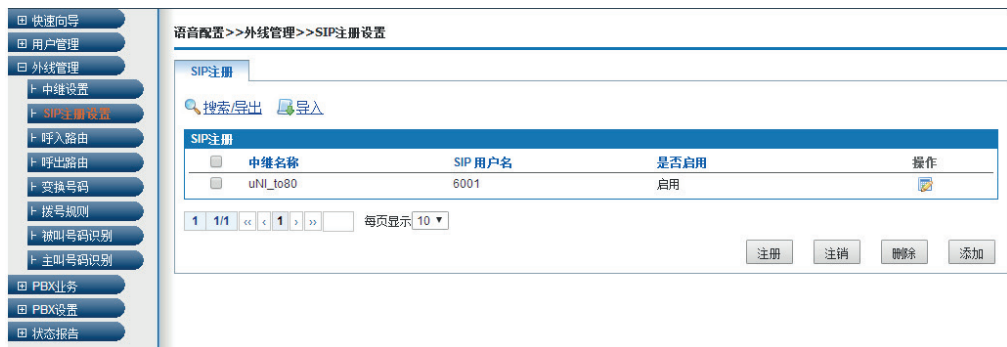 快速向导
用户管理
外线管理
中继设置
SIP注册设置
呼入路由
呼出路由
变换号码
拨号规则
被叫号码识别
主叫号码识别
PBX业务
PBX设置
状态报告
语音配置>>外线管理>>SIP注册设置
SIP注册
搜索/导出 导入
SIP注册
中继名称 SIP 用户名 是否启用 操作
uNI_to80 6001 启用
1 1/1 << < 1 > >> 每页显示 10
注册 注销 删除 添加